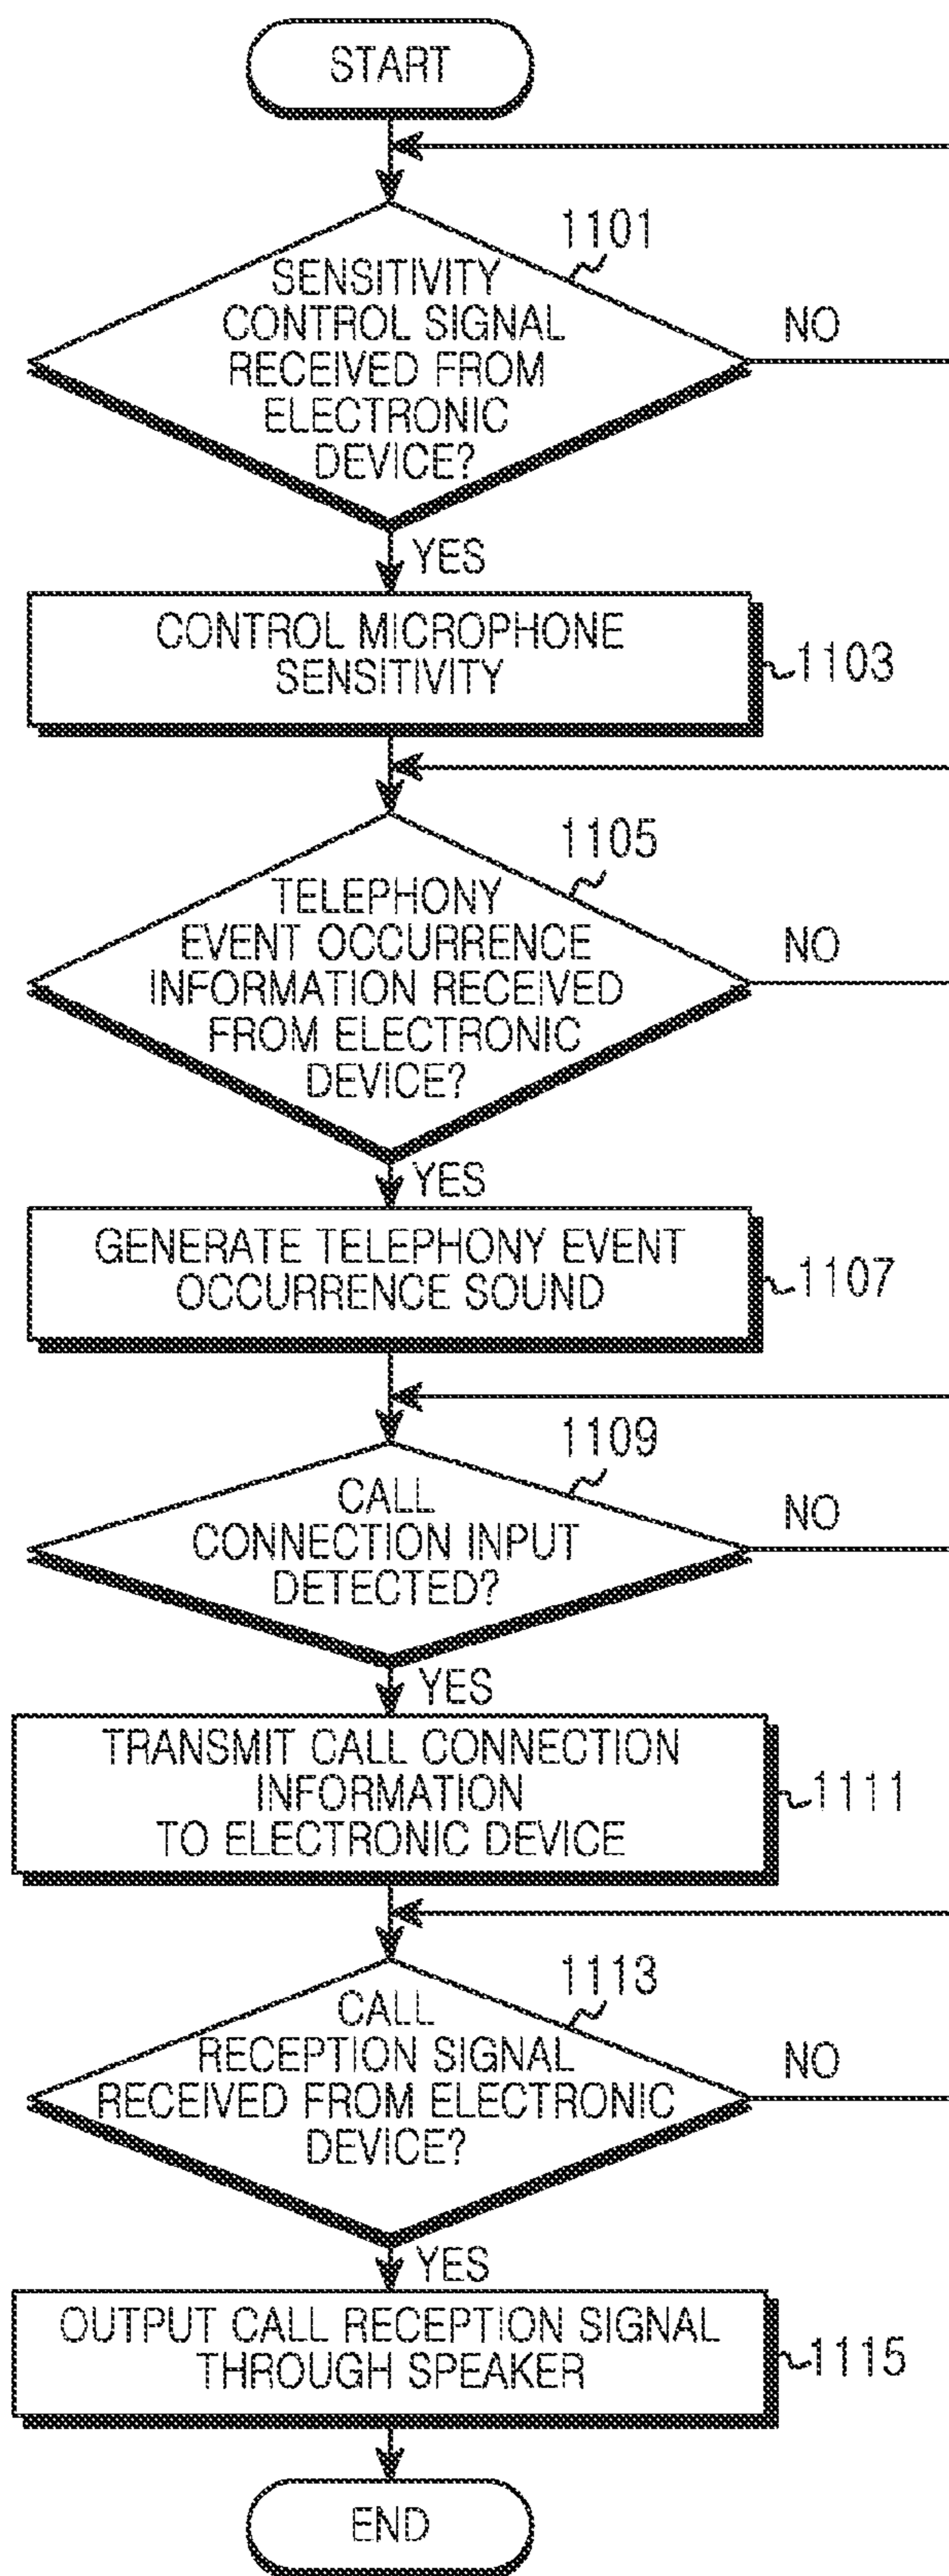 START
1101
SENSITIVITY
CONTROL SIGNAL
RECEIVED FROM
ELECTRONIC
DEVICE?
NO
YES
CONTROL MICROPHONE
SENSITIVITY
1103
1105
TELEPHONY
EVENT OCCURRENCE
INFORMATION RECEIVED
FROM ELECTRONIC
DEVICE?
NO
YES
GENERATE TELEPHONY EVENT
OCCURRENCE SOUND
1107
1109
CALL
CONNECTION INPUT
DETECTED?
NO
YES
TRANSMIT CALL CONNECTION
INFORMATION
TO ELECTRONIC DEVICE
1111
1113
CALL
RECEPTION SIGNAL
RECEIVED FROM ELECTRONIC
DEVICE?
NO
YES
OUTPUT CALL RECEPTION SIGNAL
THROUGH SPEAKER
1115
END